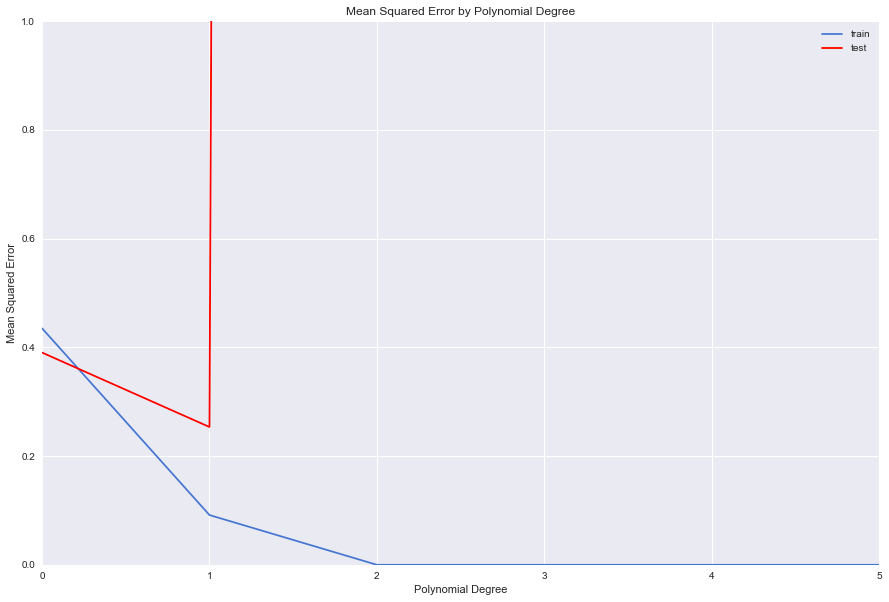 Mean Squared Error by Polynomial Degree
1.0
train
test
0.8
0.6
Mean Squared Error
0.4
0.2
0.0
0 1 2 3 4 5
Polynomial Degree